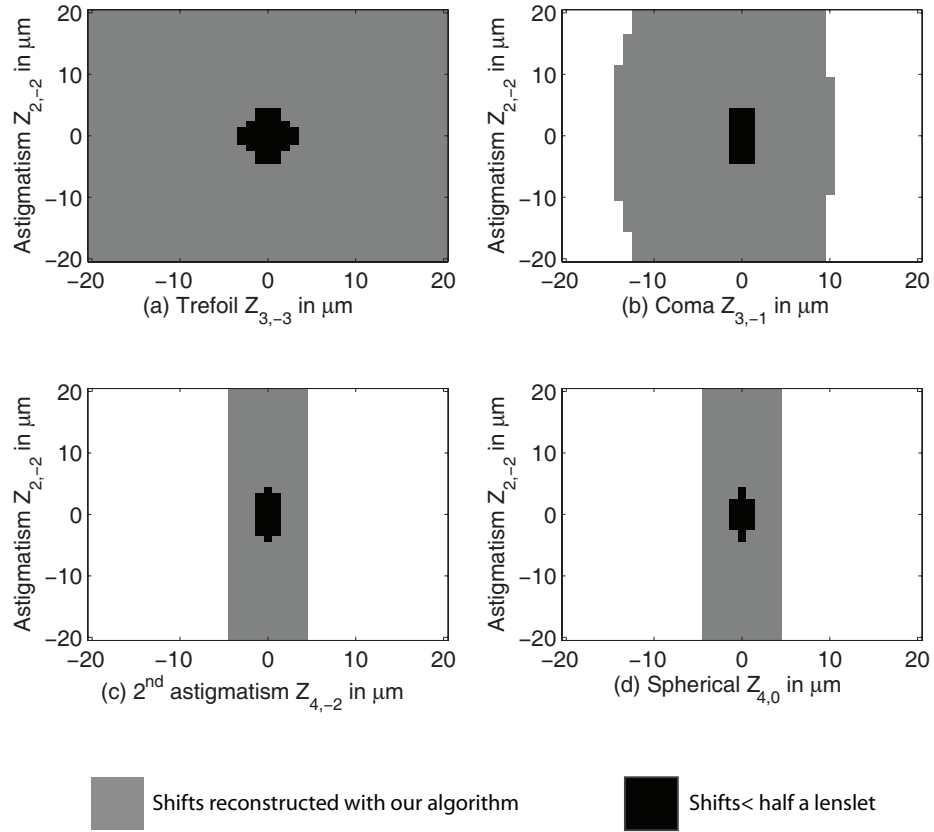 Astigmatism Z2,−2 in μm
20
10
0
−10
−20
−20 −10 0 10 20
(a) Trefoil Z3,−3 in μm
Astigmatism Z2,−2 in μm
20
10
0
−10
−20
−20 −10 0 10 20
(b) Coma Z3,−1 in μm
Astigmatism Z2,−2 in μm
20
10
0
−10
−20
−20 −10 0 10 20
(c) 2nd astigmatism Z4,−2 in μm
Astigmatism Z2,−2 in μm
20
10
0
−10
−20
−20 −10 0 10 20
(d) Spherical Z4,0 in μm
Shifts reconstructed with our algorithm
Shifts< half a lenslet